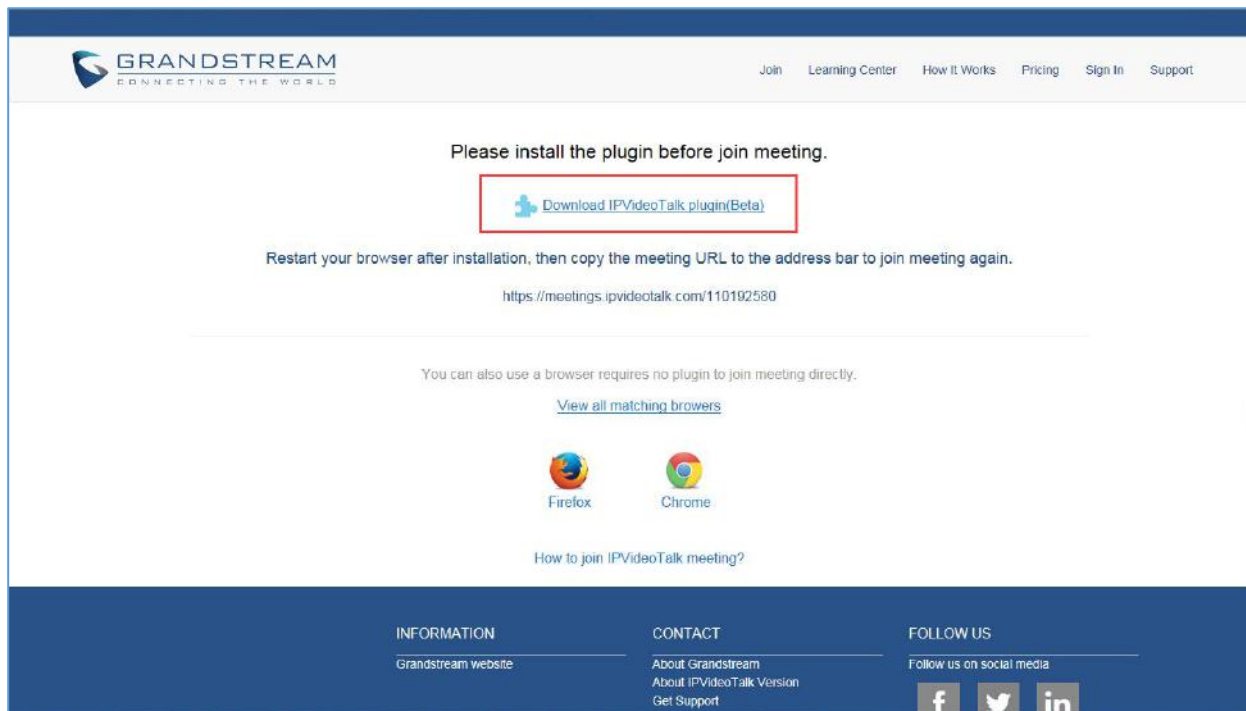 GRANDSTREAM
CONNECTING THE WORLD
Join Learning Center How It Works Pricing Sign In Support
Please install the plugin before join meeting.
Download IPVideoTalk plugin(Beta)
Restart your browser after installation, then copy the meeting URL to the address bar to join meeting again.
https://meetings.ipvideotalk.com/110192580
You can also use a browser requires no plugin to join meeting directly.
View all matching browers
Firefox Chrome
How to join IPVideoTalk meeting?
INFORMATION CONTACT FOLLOW US
Grandstream website About Grandstream Follow us on social media
About IPVideoTalk Version
Get Support